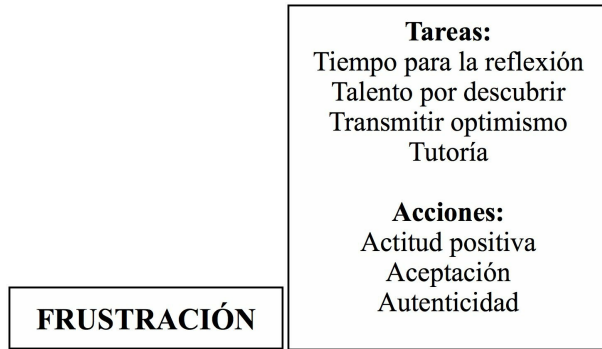 Tareas:
Tiempo para la reflexión
Talento por descubrir
Transmitir optimismo
Tutoría
Acciones:
Actitud positiva
Aceptación
Autenticidad
FRUSTRACIÓN